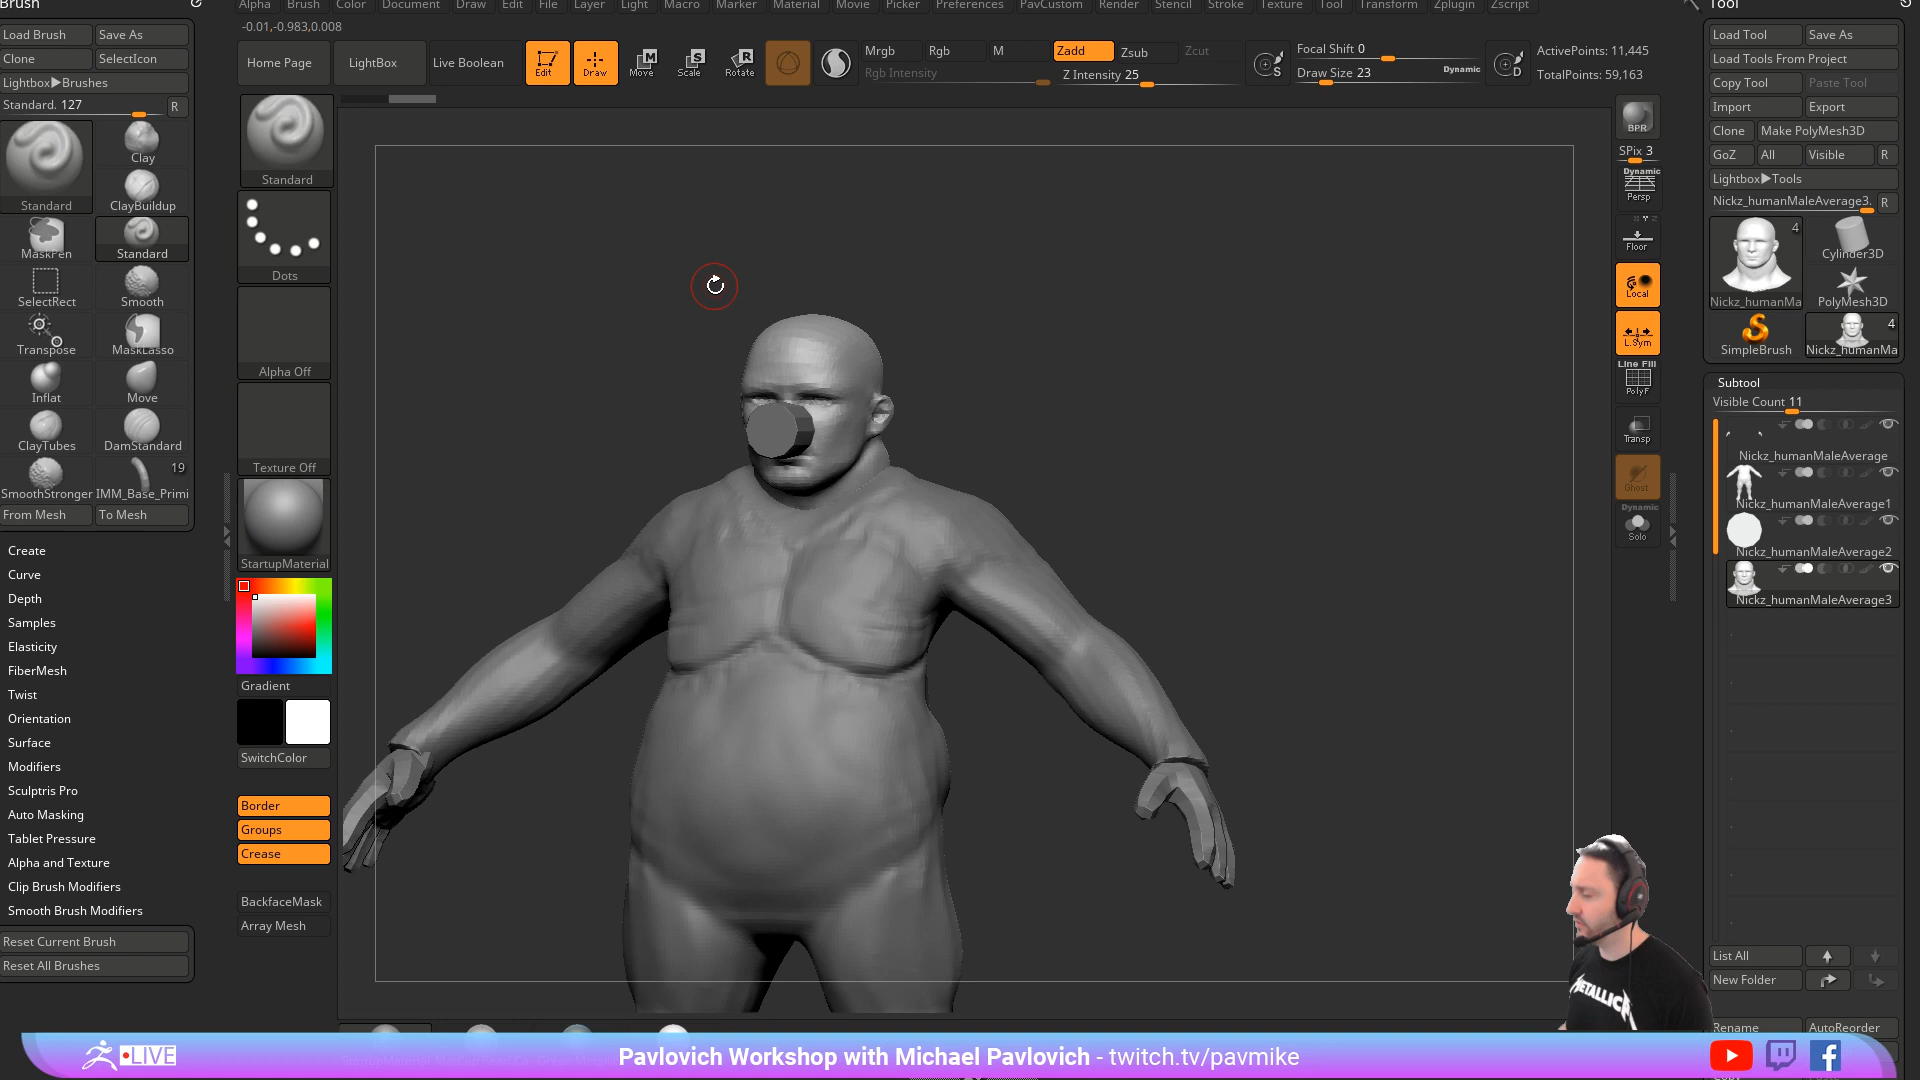 Brush
Load Brush
Save As
Clone
SelectIcon
Lightbox▶Brushes
Standard. 127
R
Standard
Clay
ClayBuildup
MaskPen
Standard
SelectRect
Smooth
Transpose
MaskLasso
Inflat
Move
ClayTubes
DamStandard
19
SmoothStronger
IMM_Base_Primi
From Mesh
To Mesh
Create
Curve
Depth
Samples
Elasticity
FiberMesh
Twist
Orientation
Surface
Modifiers
Sculptris Pro
Auto Masking
Tablet Pressure
Alpha and Texture
Clip Brush Modifiers
Smooth Brush Modifiers
Reset Current Brush
Reset All Brushes
Alpha Brush Color Document Draw Edit File Layer Light Macro Marker Material Movie Picker Preferences PavCustom Render Stencil Stroke Texture Tool Transform Zplugin Zscript
-0.01,-0.983,0.008
Home Page
LightBox
Live Boolean
Edit
Draw
Move
Scale
Rotate
Mrgb
Rgb
M
Rgb Intensity
Zadd
Zsub
Zcut
Z Intensity 25
S
Focal Shift 0
Draw Size 23
Dynamic
D
ActivePoints: 11,445
TotalPoints: 59,163
Standard
Dots
Alpha Off
Texture Off
StartupMaterial
Gradient
SwitchColor
Border
Groups
Crease
BackfaceMask
Array Mesh
BPR
SPix 3
Dynamic
Persp
Floor
Local
L.Sym
Line Fill
PolyF
Transp
Ghost
Dynamic
Solo
Tool
Load Tool
Save As
Load Tools From Project
Copy Tool
Paste Tool
Import
Export
Clone
Make PolyMesh3D
GoZ
All
Visible
R
Lightbox▶Tools
Nickz_humanMaleAverage3.
R
4
Nickz_humanMa
Cylinder3D
PolyMesh3D
SimpleBrush
4
Nickz_humanMa
Subtool
Visible Count 11
Nickz_humanMaleAverage
Nickz_humanMaleAverage1
Nickz_humanMaleAverage2
Nickz_humanMaleAverage3
List All
New Folder
Rename
AutoReorder
METALLICA
•LIVE
Pavlovich Workshop with Michael Pavlovich - twitch.tv/pavmike